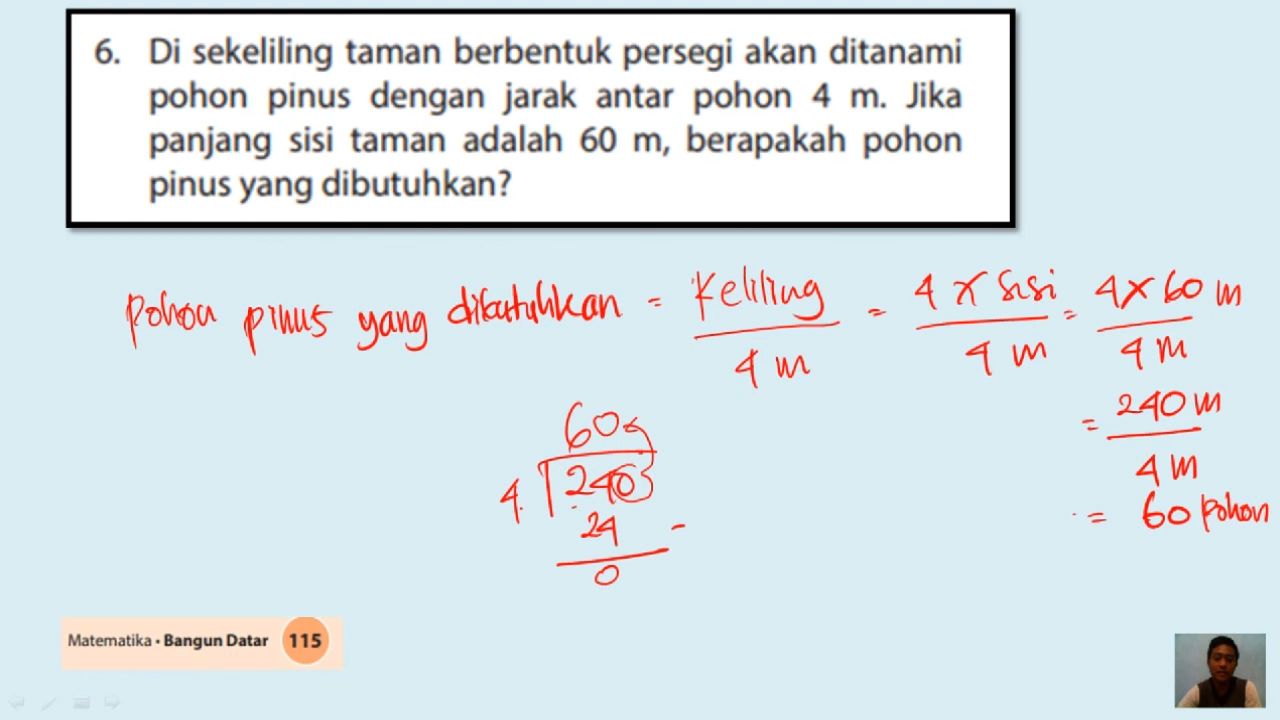 6. Di sekeliling taman berbentuk persegi akan ditanami
pohon pinus dengan jarak antar pohon 4 m. Jika
panjang sisi taman adalah 60 m, berapakah pohon
pinus yang dibutuhkan?
Pohon pinus yang dibutuhkan = Keliling / 4 m = 4 x sisi / 4 m = 4 x 60 m / 4 m
= 240 m / 4 m
= 60 pohon
60
4 240
24 -
0
Matematika • Bangun Datar 115